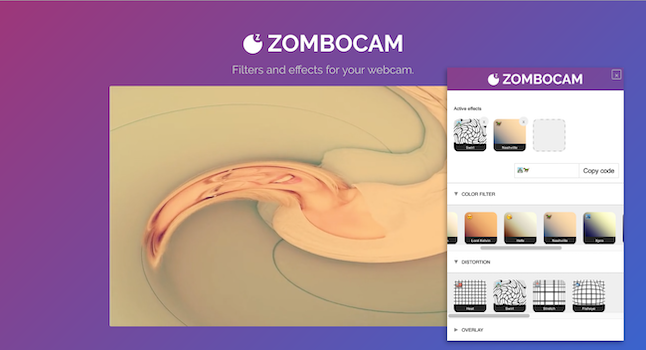 ZOMBOCAM
Filters and effects for your webcam.
ZOMBOCAM
Active effects
Swirl
Nashville
Copy code
COLOR FILTER
Lord Kelvin
Nashville
Xpro
DISTORTION
Heat
Swirl
Stretch
Fisheye
OVERLAY